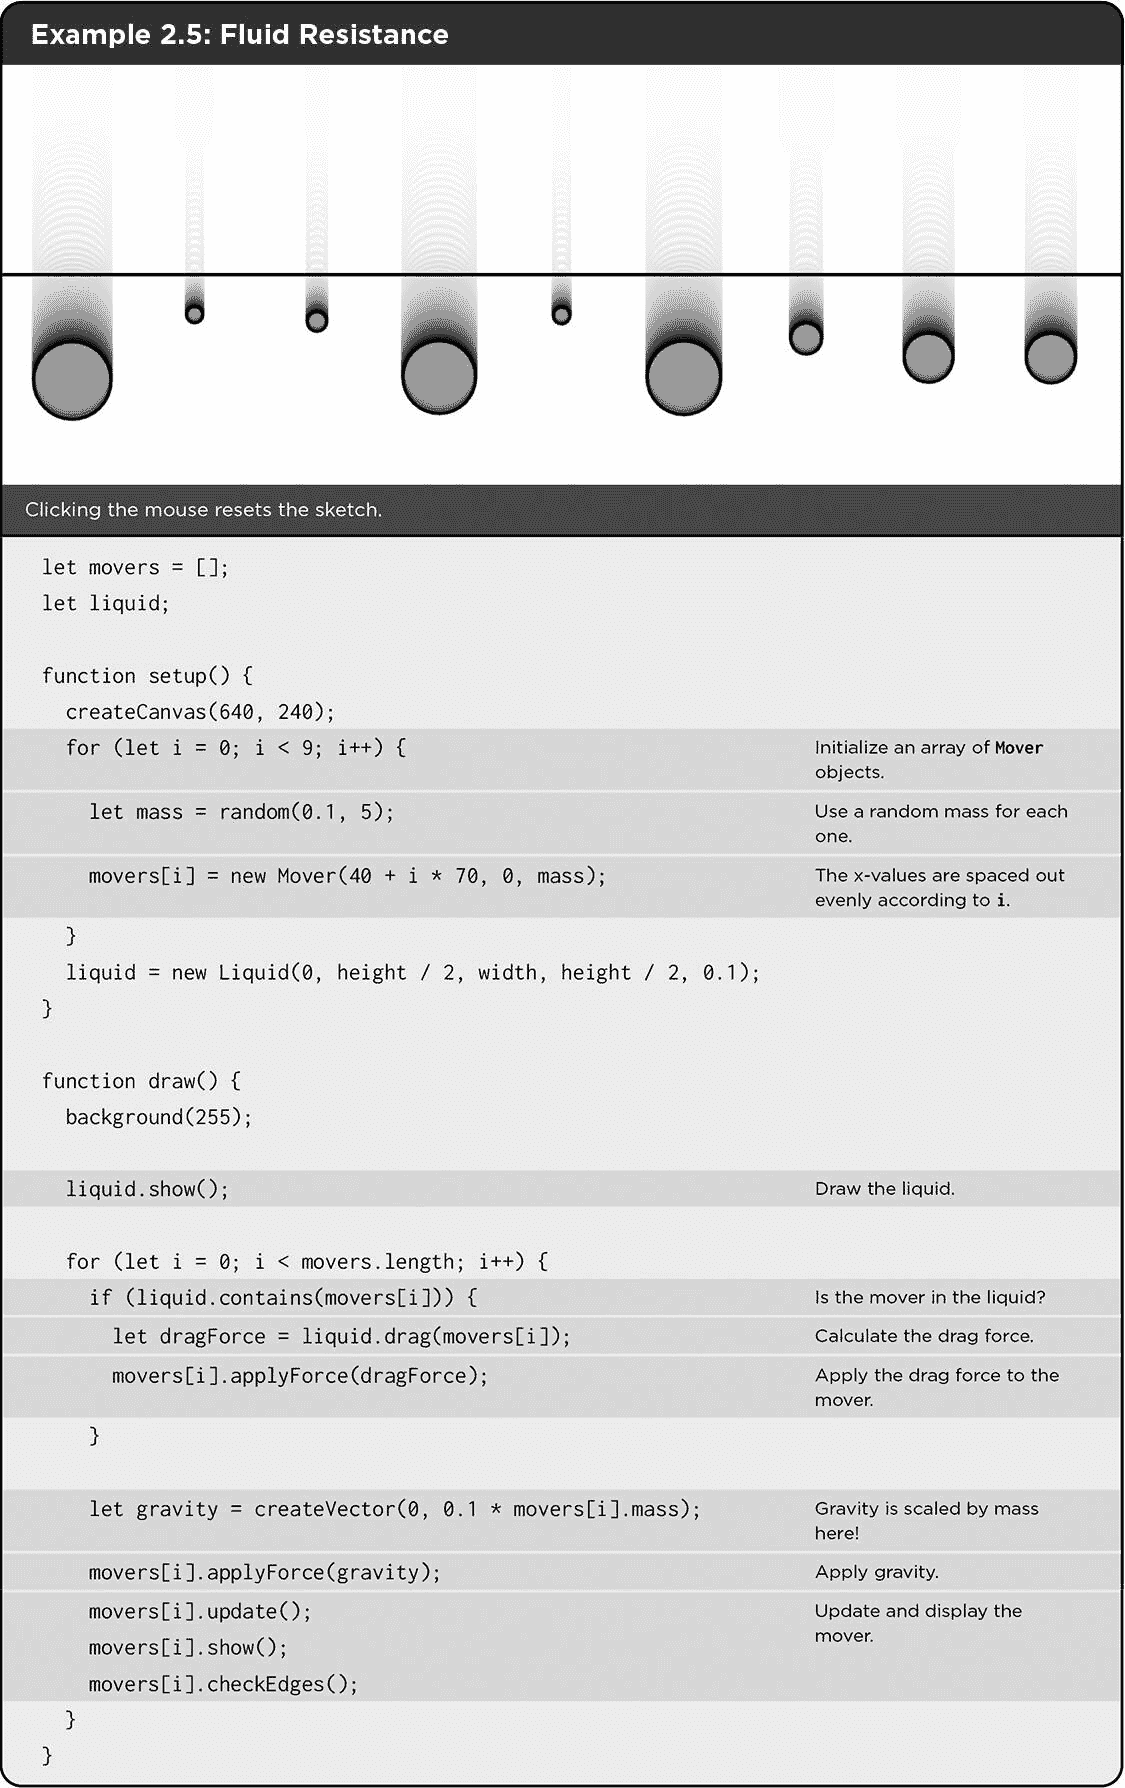 Example 2.5: Fluid Resistance
Clicking the mouse resets the sketch.
let movers = [];
let liquid;
function setup() {
createCanvas(640, 240);
for (let i = 0; i < 9; i++) {
Initialize an array of Mover
objects.
let mass = random(0.1, 5);
Use a random mass for each
one.
movers[i] = new Mover(40 + i * 70, 0, mass);
The x-values are spaced out
evenly according to i.
}
liquid = new Liquid(0, height / 2, width, height / 2, 0.1);
}
function draw() {
background(255);
liquid.show();
Draw the liquid.
for (let i = 0; i < movers.length; i++) {
if (liquid.contains(movers[i])) {
Is the mover in the liquid?
let dragForce = liquid.drag(movers[i]);
Calculate the drag force.
movers[i].applyForce(dragForce);
Apply the drag force to the
mover.
}
let gravity = createVector(0, 0.1 * movers[i].mass);
Gravity is scaled by mass
here!
movers[i].applyForce(gravity);
Apply gravity.
movers[i].update();
Update and display the
mover.
movers[i].show();
movers[i].checkEdges();
}
}